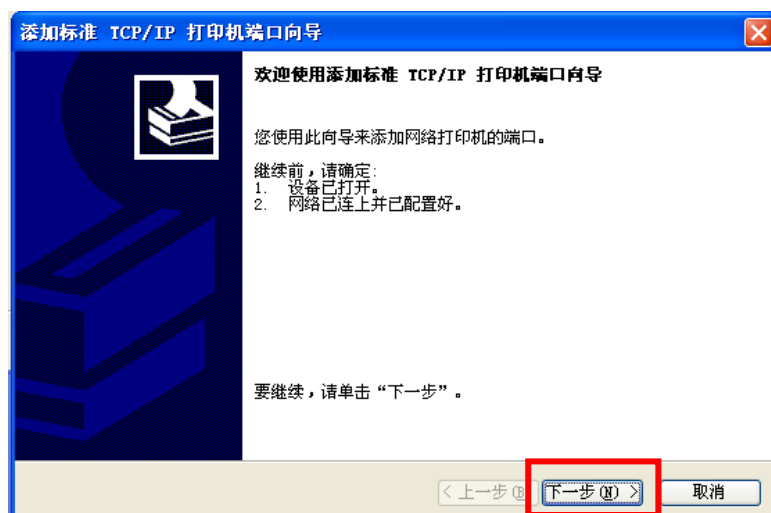 添加标准 TCP/IP 打印机端口向导
欢迎使用添加标准 TCP/IP 打印机端口向导
您使用此向导来添加网络打印机的端口。
继续前，请确定:
1. 设备已打开。
2. 网络已连上并已配置好。
要继续，请单击“下一步”。
< 上一步(B) 下一步(N) > 取消